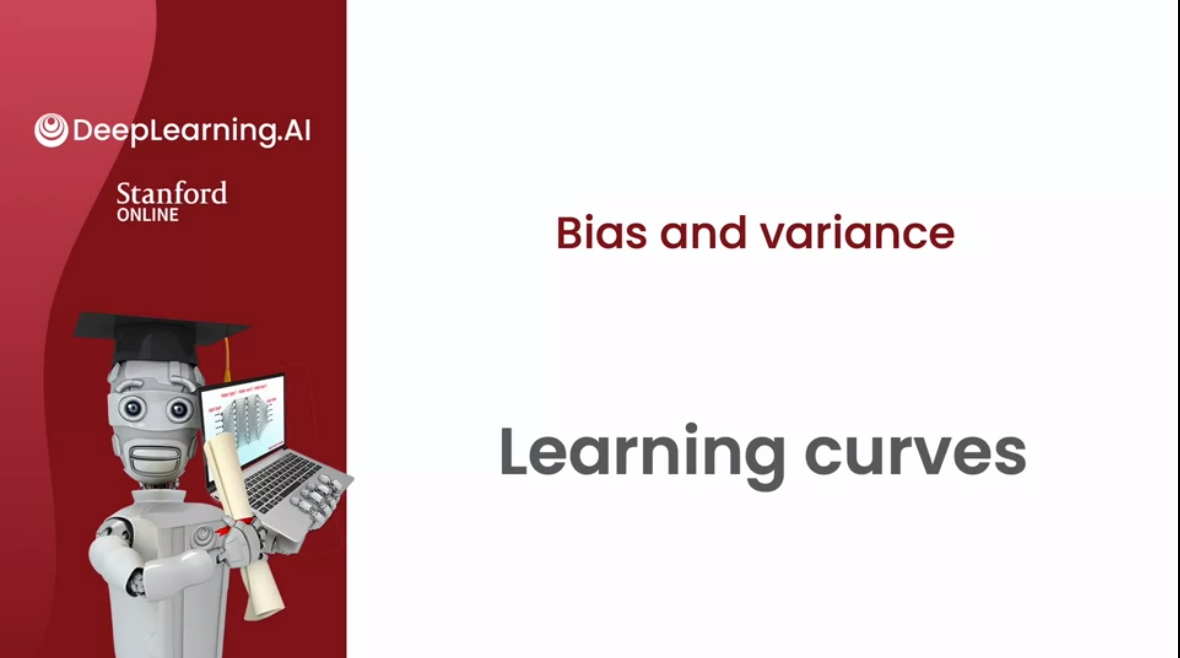 DeepLearning.AI
Stanford
ONLINE
Bias and variance
Learning curves